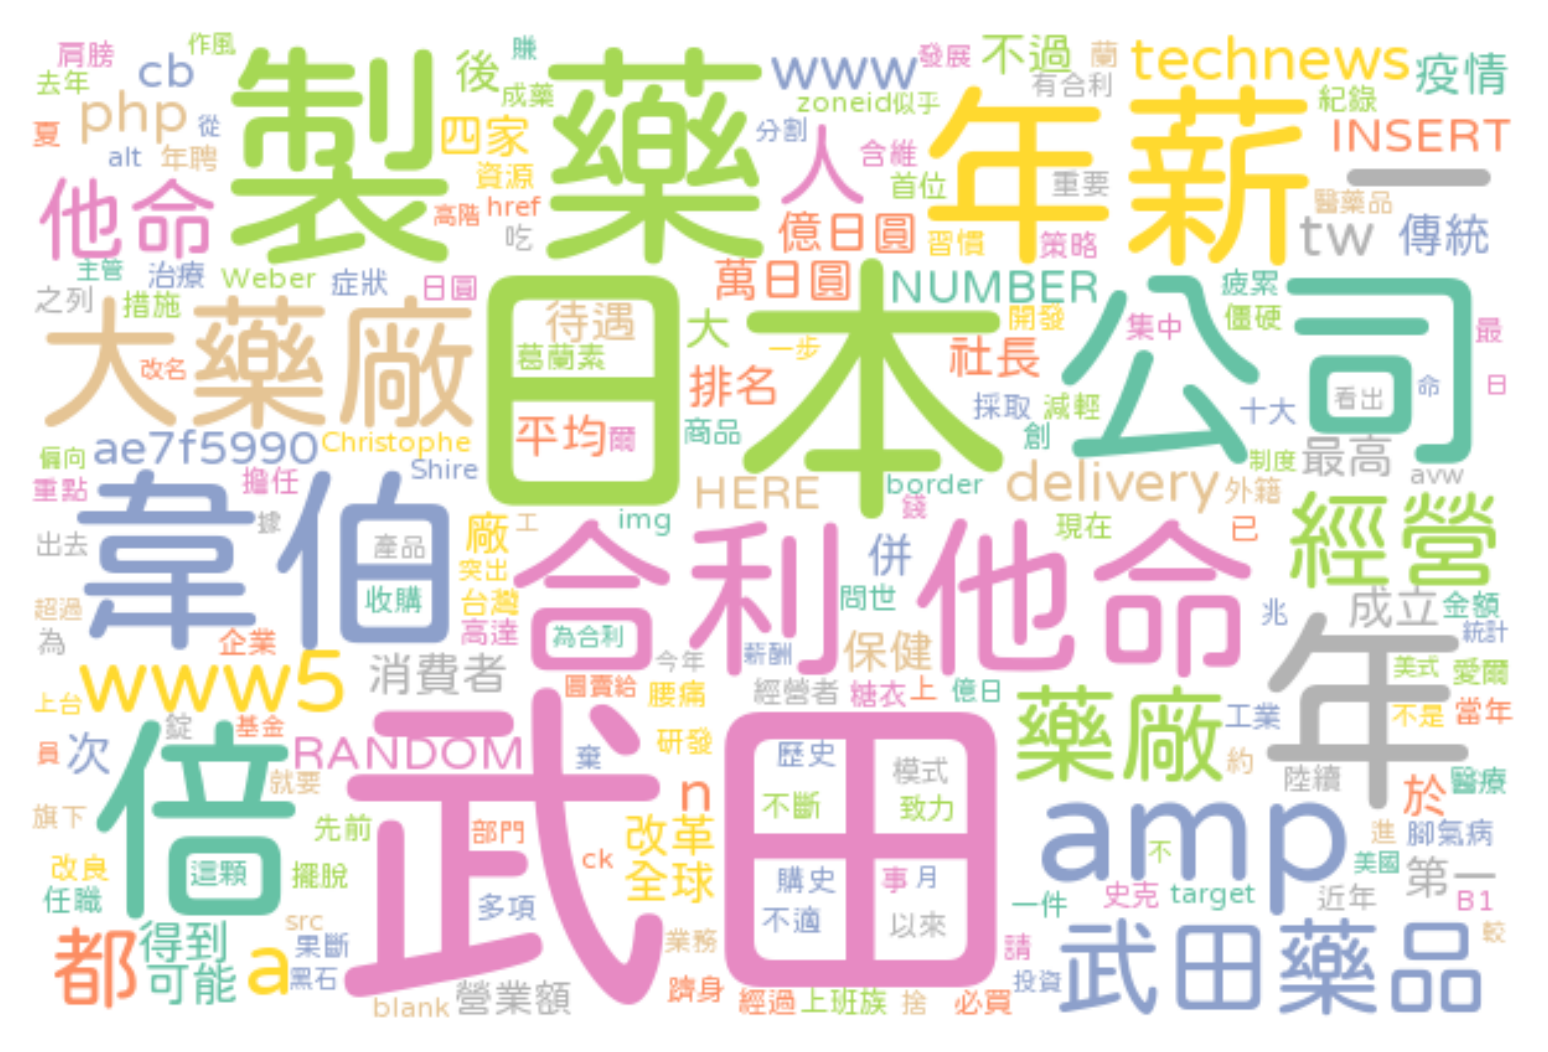 肩膀
作風
賺
去年
cb
製藥
後
成藥
www
發展
不過
蘭
technews
疫情
有合利
zoneid似乎
紀錄
php
從
四家
分割
人
年薪
INSERT
夏
alt
年聘
含維
資源
首位
重要
一
醫藥品
他命
高階
href
吃
億日圓
習慣
策略
tw
傳統
主管
治療
Weber
症狀
日圓
萬日圓
NUMBER
公司
疲累
之列
措施
大藥廠
日本
待遇
大
開發
集中
僵硬
最
改名
葛蘭素
一步
社長
排名
看出
命
日
採取
減輕
十大
平均
爾
商品
創
ae7f5990
Christophe
偏向
Shire
制度
最高
avw
重點
擔任
border
delivery
外籍
HERE
錢
韋伯
據
出去
產品
廠
工
img
合利他命
併
現在
已
經營
突出
收購
超過
台灣
問世
成立
金額
為
企業
高達
為合利
兆
統計
www5
消費者
今年
薪酬
保健
年
美式
愛爾
上台
圖賣給
腰痛
經營者
糖衣
上
億日
藥廠
工業
不是
當年
錠
基金
員
次
倍
RANDOM
武田
棄
研發
歷史
模式
約
陸續
醫療
就要
n
於
旗下
不斷
致力
先前
部門
改革
amp
進
腳氣病
改良
這顆
擺脫
ck
全球
不
美國
任職
購史
事
月
史克
target
近年
第一
B1
多項
一件
src
不適
以來
都
得到
可能
a
果斷
業務
請
武田藥品
較
黑石
投資
blank
營業額
躋身
經過
上班族
捨
必買